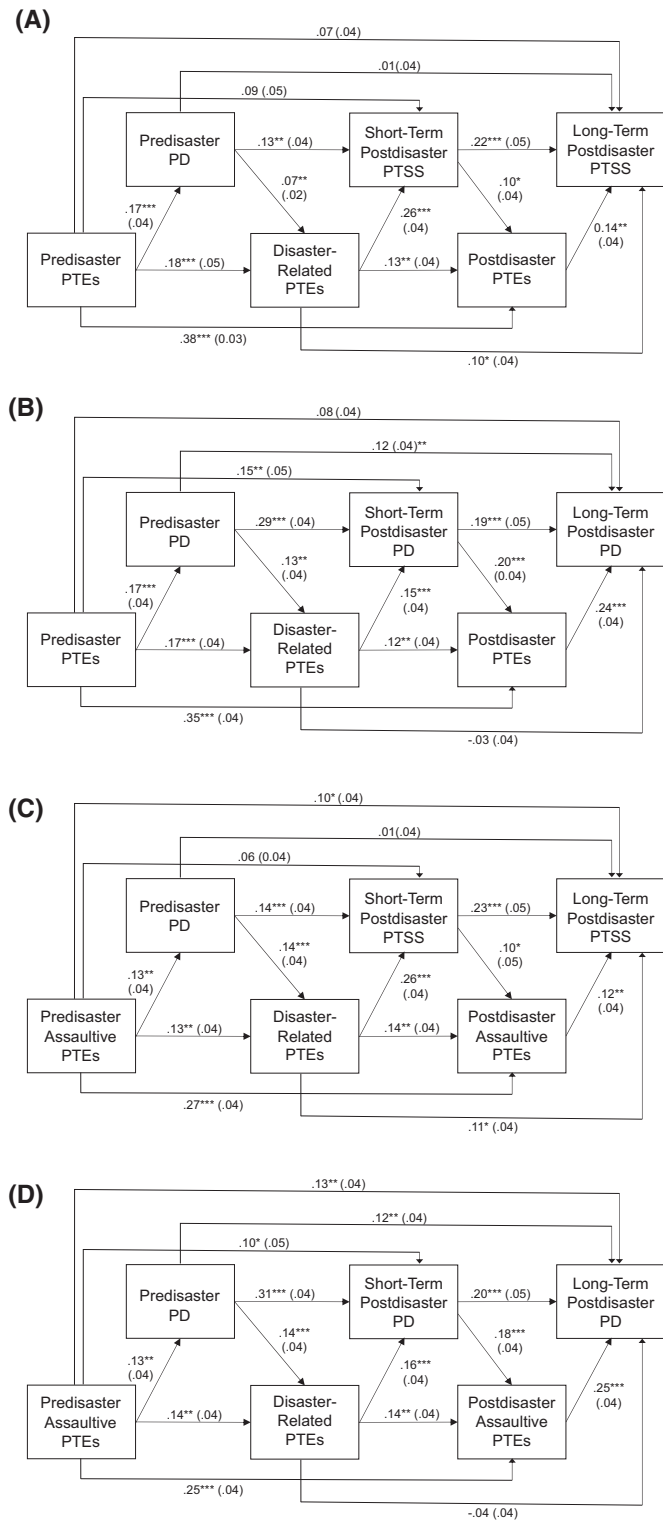 (A)
.07 (.04)
.01(.04)
.09 (.05)
Predisaster
PD
.13** (.04)
Short-Term
Postdisaster
PTSS
.22*** (.05)
Long-Term
Postdisaster
PTSS
.17***
(.04)
.07**
(.02)
.26***
(.04)
.10*
(.04)
0.14**
(.04)
Predisaster
PTEs
.18*** (.05)
Disaster-
Related
PTEs
.13** (.04)
Postdisaster
PTEs
.38*** (0.03)
.10* (.04)
(B)
.08 (.04)
.12 (.04)**
.15** (.05)
Predisaster
PD
.29*** (.04)
Short-Term
Postdisaster
PD
.19*** (.05)
Long-Term
Postdisaster
PD
.17***
(.04)
.13**
(.04)
.15***
(.04)
.20***
(0.04)
.24***
(.04)
Predisaster
PTEs
.17*** (.04)
Disaster-
Related
PTEs
.12** (.04)
Postdisaster
PTEs
.35*** (.04)
-.03 (.04)
(C)
.10* (.04)
.01(.04)
.06 (0.04)
Predisaster
PD
.14*** (.04)
Short-Term
Postdisaster
PTSS
.23*** (.05)
Long-Term
Postdisaster
PTSS
.13**
(.04)
.14***
(.04)
.26***
(.04)
.10*
(.05)
.12**
(.04)
Predisaster
Assaultive
PTEs
.13** (.04)
Disaster-
Related
PTEs
.14** (.04)
Postdisaster
Assaultive
PTEs
.27*** (.04)
.11* (.04)
(D)
.13** (.04)
.12** (.04)
.10* (.05)
Predisaster
PD
.31*** (.04)
Short-Term
Postdisaster
PD
.20*** (.05)
Long-Term
Postdisaster
PD
.13**
(.04)
.14***
(.04)
.16***
(.04)
.18***
(.04)
.25***
(.04)
Predisaster
Assaultive
PTEs
.14** (.04)
Disaster-
Related
PTEs
.14** (.04)
Postdisaster
Assaultive
PTEs
.25*** (.04)
-.04 (.04)